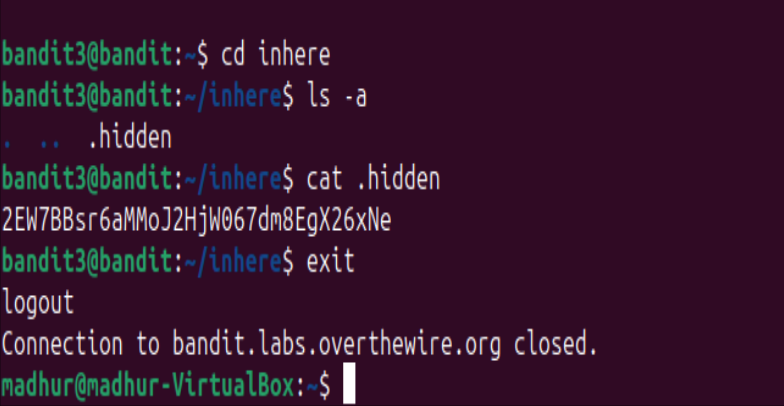 bandit3@bandit:~$ cd inhere
bandit3@bandit:~/inhere$ ls -a
.  ..  .hidden
bandit3@bandit:~/inhere$ cat .hidden
2EW7BBsr6aMMoJ2HjW067dm8EgX26xNe
bandit3@bandit:~/inhere$ exit
logout
Connection to bandit.labs.overthewire.org closed.
madhur@madhur-VirtualBox:~$